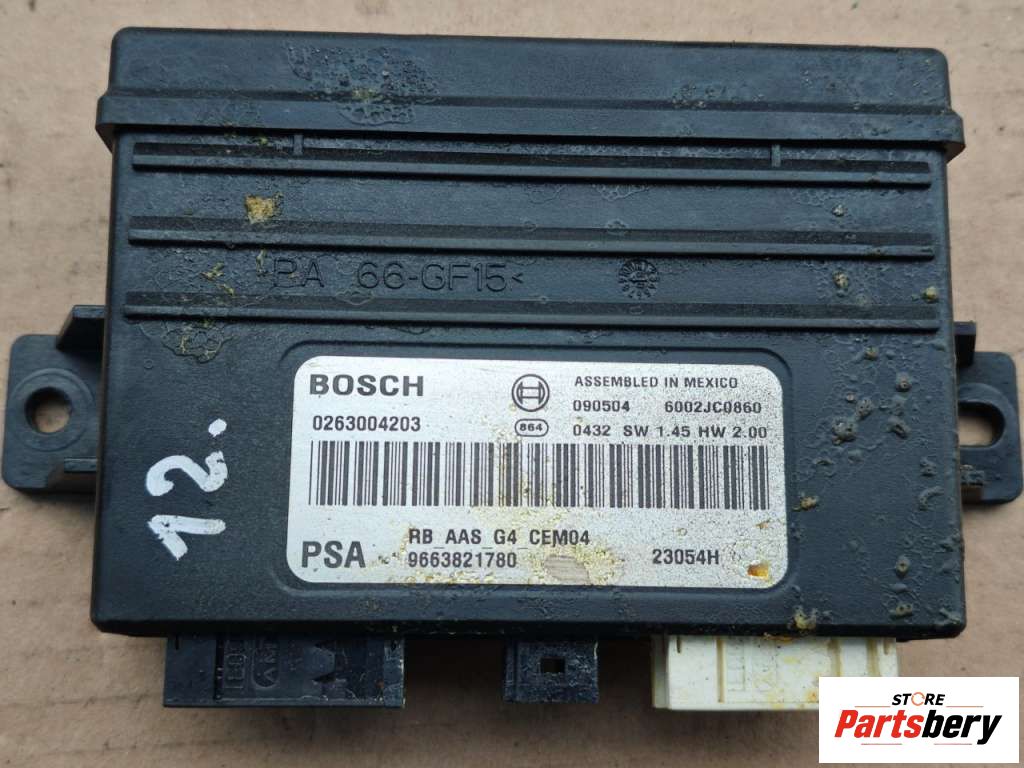 PA 66-GF15<
BOSCH
ASSEMBLED IN MEXICO
0263004203
090504 6002JC0860
864
0432 SW 1.45 HW 2.00
RB_AAS_G4_CEM04
PSA 9663821780 23054H
12.
STORE
Partsbery